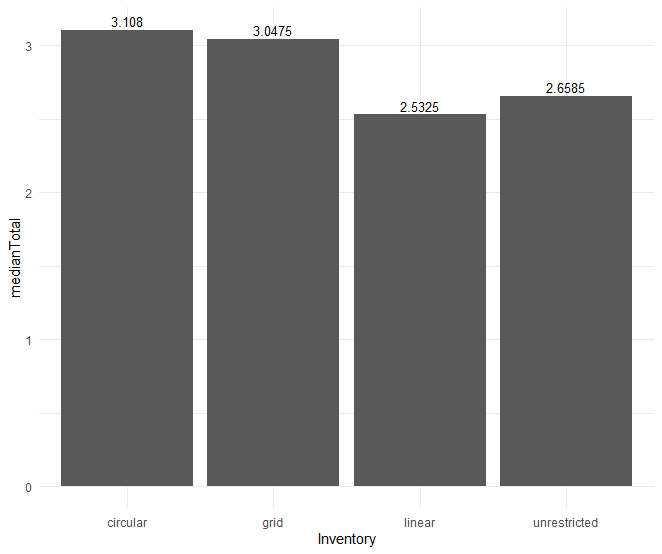 3.108
3.0475
2.5325
2.6585
3
2
1
0
medianTotal
circular grid linear unrestricted
Inventory